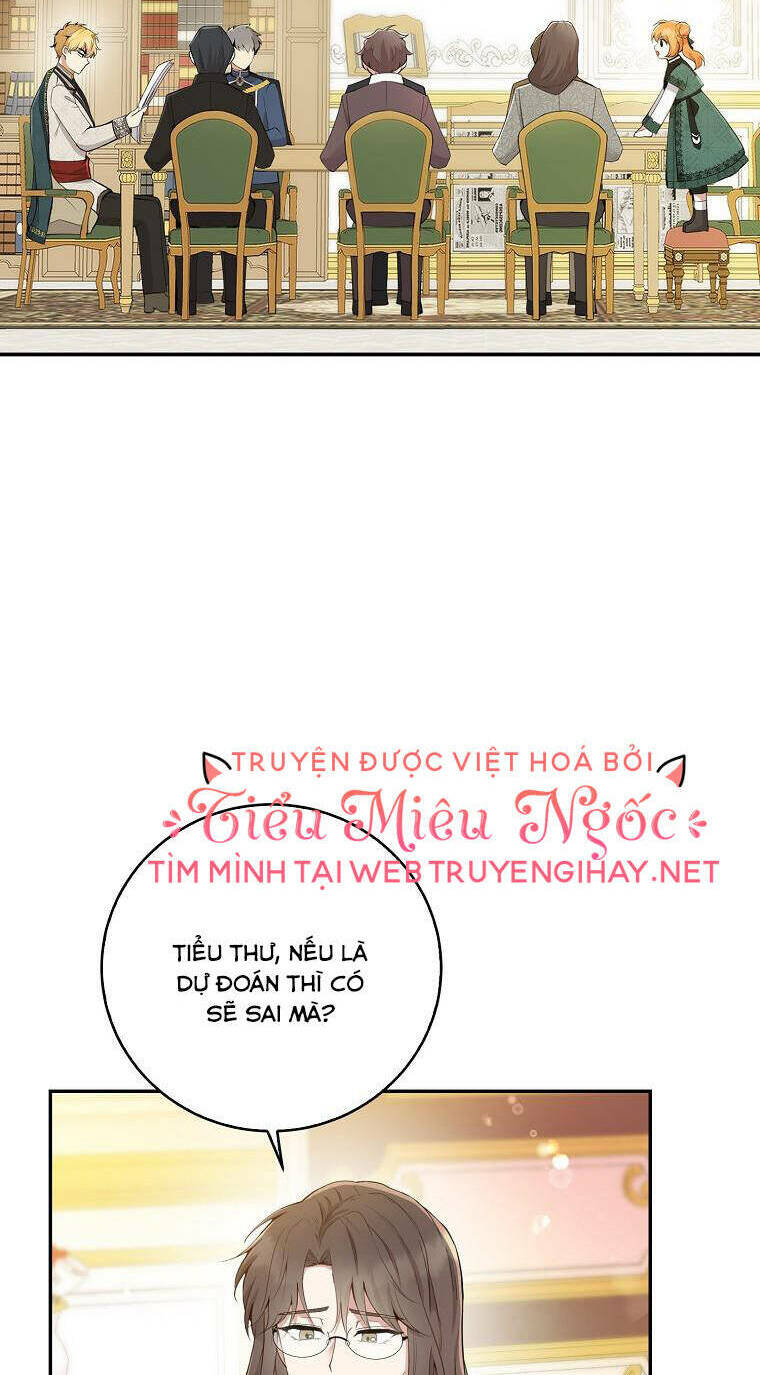 TRUYỆN ĐƯỢC VIỆT HOÁ BỞI
Tiểu Miêu Ngốc
TÌM MÌNH TẠI WEB TRUYENGIHAY.NET
TIỂU THƯ, NẾU LÀ
DỰ ĐOÁN THÌ CÓ
SẼ SAI MÀ?